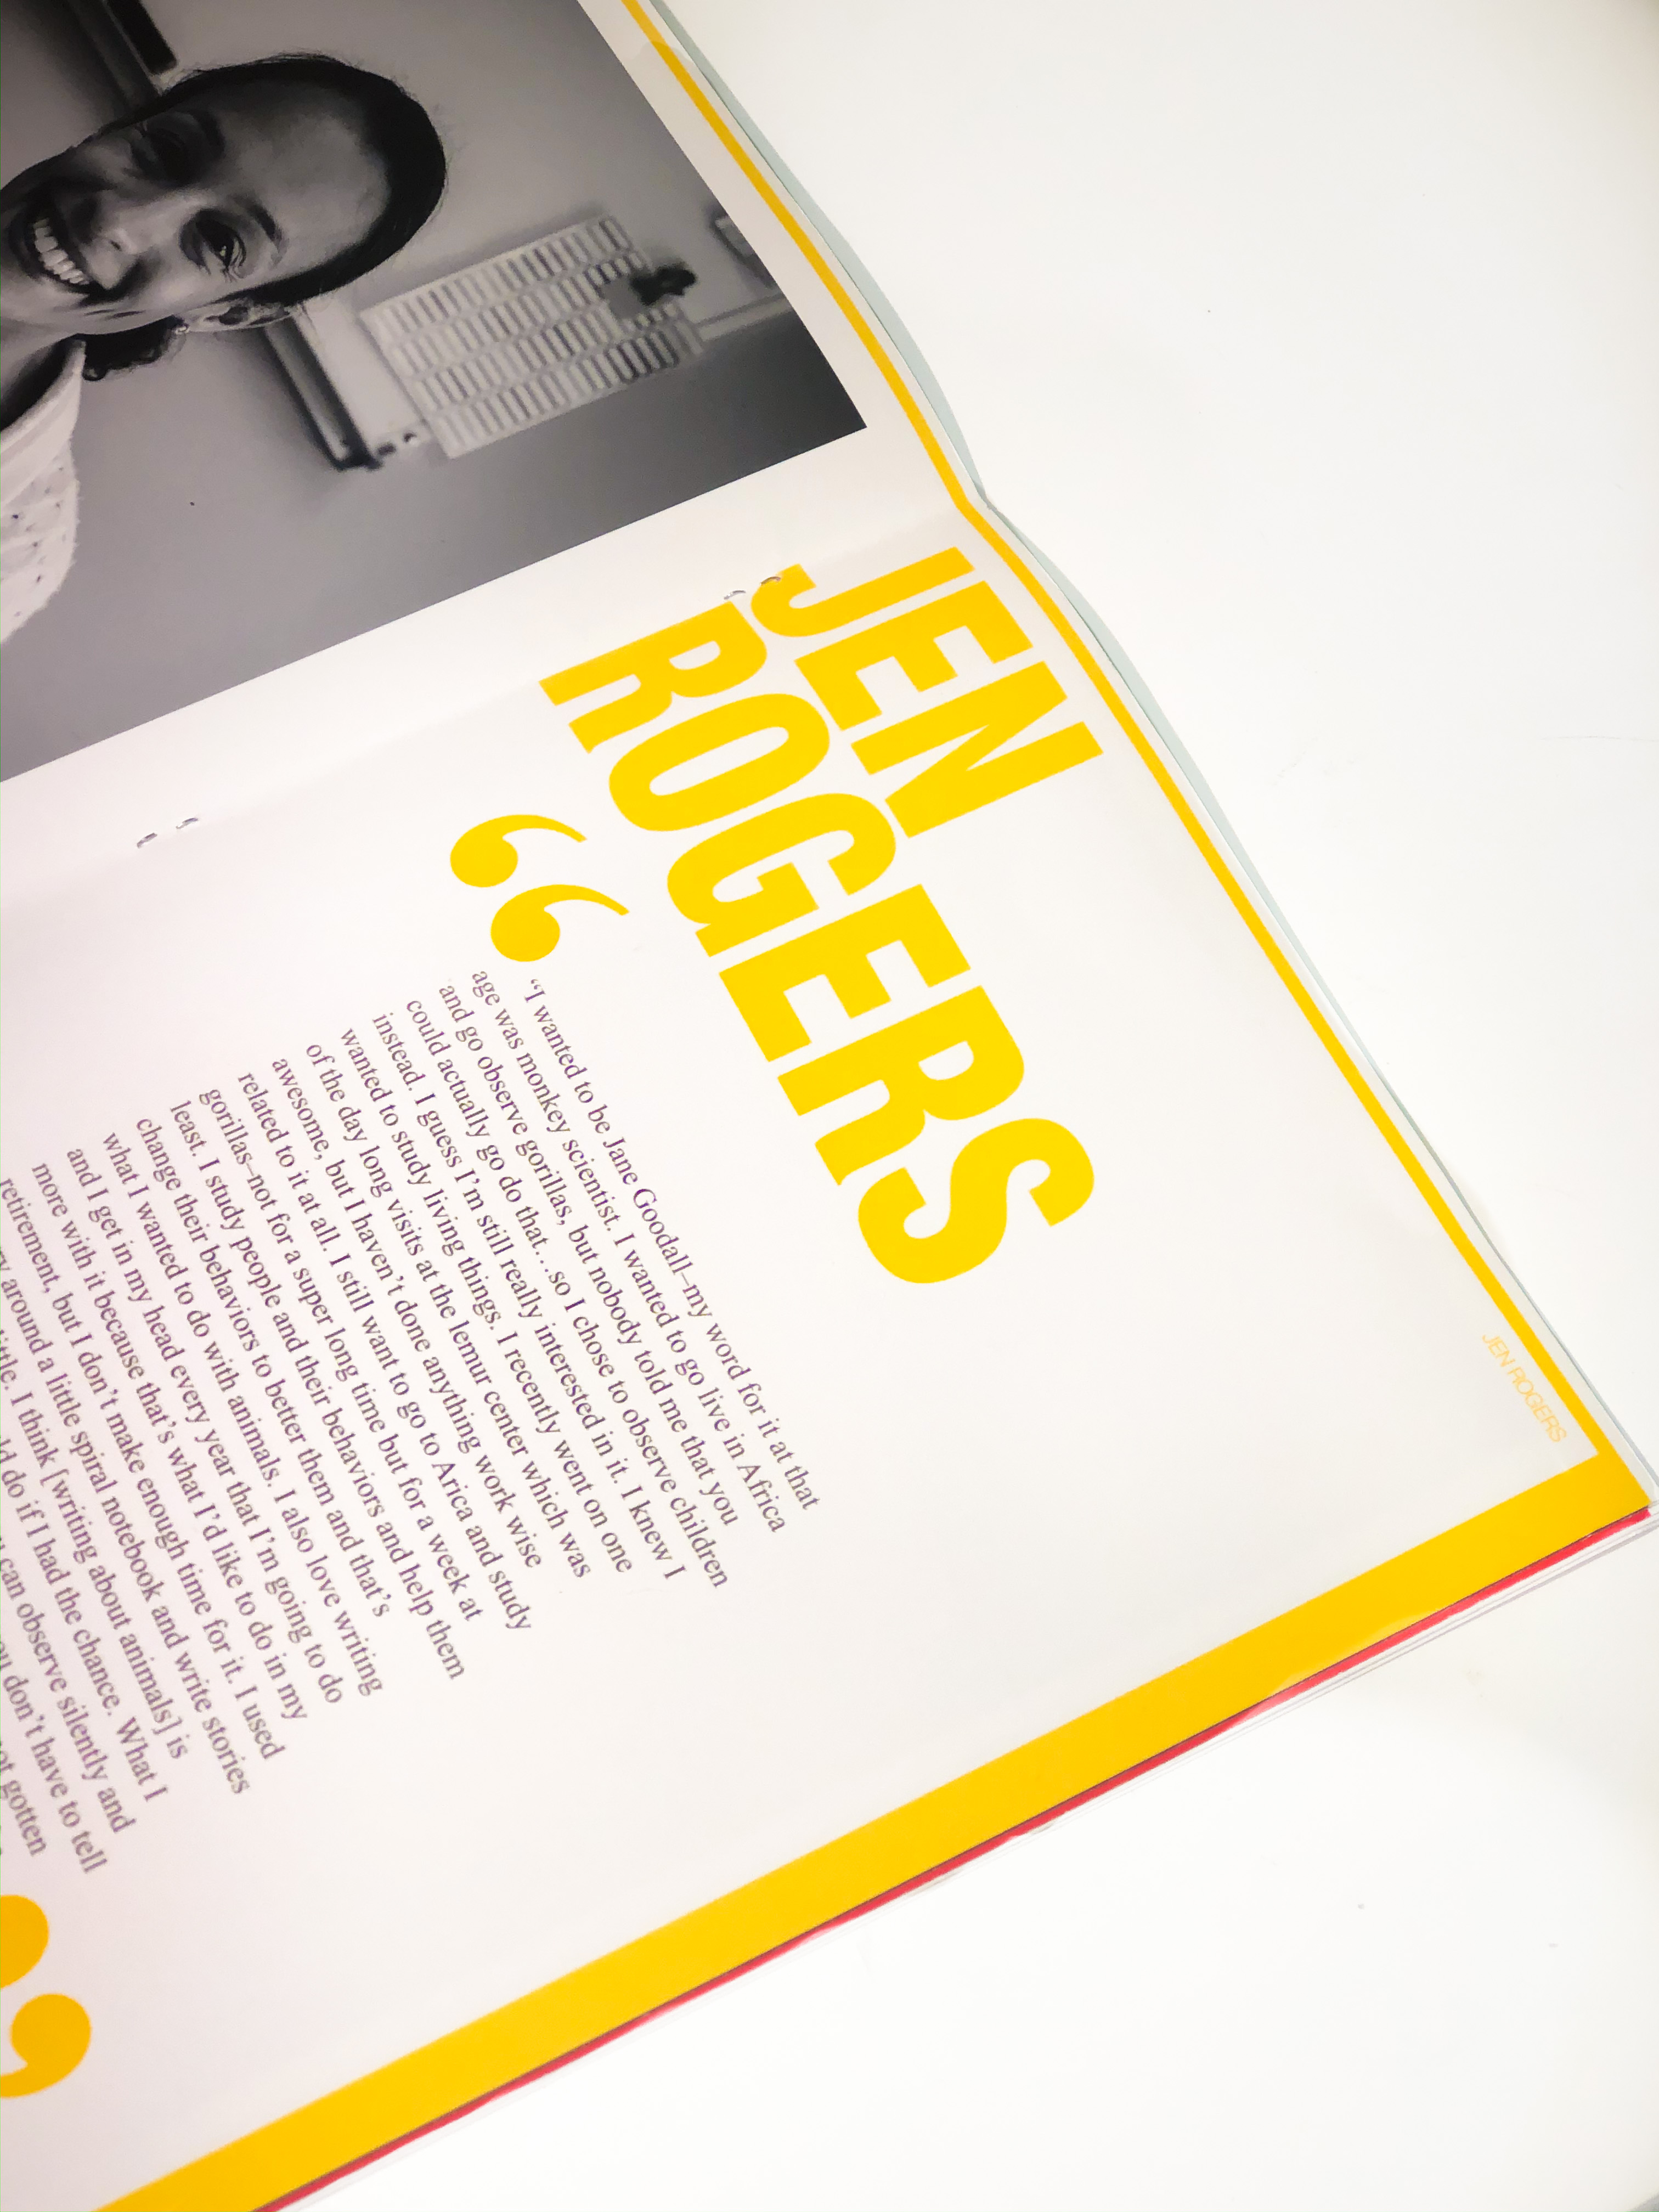 JEN
ROGERS
“
“I wanted to be Jane Goodall–my word for it at that
age was monkey scientist. I wanted to go live in Africa
and go observe gorillas, but nobody told me that you
could actually go do that…so I chose to observe children
instead. I guess I’m still really interested in it. I knew I
wanted to study living things. I recently went on one
of the day long visits at the lemur center which was
awesome, but I haven’t done anything work wise
related to it at all. I still want to go to Arica and study
gorillas–not for a super long time but for a week at
least. I study people and their behaviors and help them
change their behaviors to better them and that’s
what I wanted to do with animals. I also love writing
and I get in my head every year that I’m going to do
more with it because that’s what I’d like to do in my
retirement, but I don’t make enough time for it. I used
around a little spiral notebook and write stories
I think [writing about animals] is
do if I had the chance. What I
can observe silently and
don’t have to tell
gotten
”
JEN ROGERS